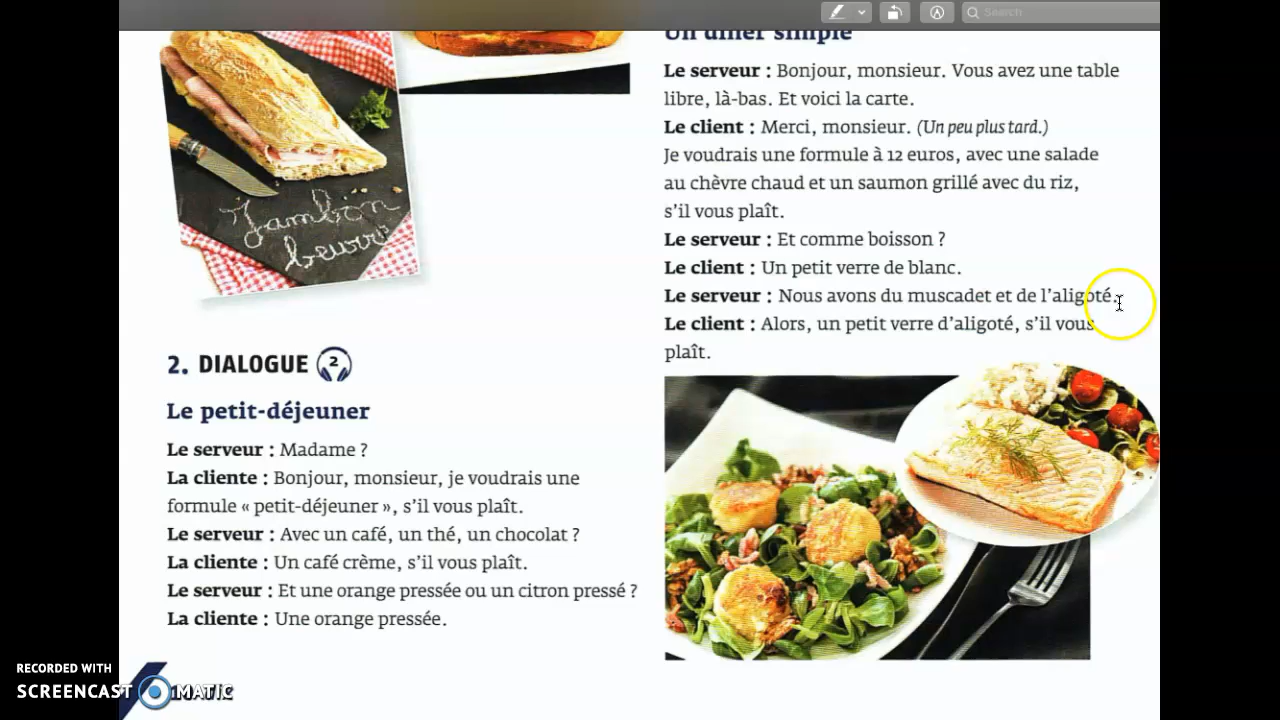 Search
Jambon
beurre
2. DIALOGUE 2
Le petit-déjeuner
Le serveur : Madame ?
La cliente : Bonjour, monsieur, je voudrais une
formule « petit-déjeuner », s'il vous plaît.
Le serveur : Avec un café, un thé, un chocolat ?
La cliente : Un café crème, s'il vous plaît.
Le serveur : Et une orange pressée ou un citron pressé ?
La cliente : Une orange pressée.
Un dîner simple
Le serveur : Bonjour, monsieur. Vous avez une table
libre, là-bas. Et voici la carte.
Le client : Merci, monsieur. (Un peu plus tard.)
Je voudrais une formule à 12 euros, avec une salade
au chèvre chaud et un saumon grillé avec du riz,
s'il vous plaît.
Le serveur : Et comme boisson ?
Le client : Un petit verre de blanc.
Le serveur : Nous avons du muscadet et de l'aligoté.
Le client : Alors, un petit verre d'aligoté, s'il vous
plaît.
RECORDED WITH
SCREENCAST MATIC